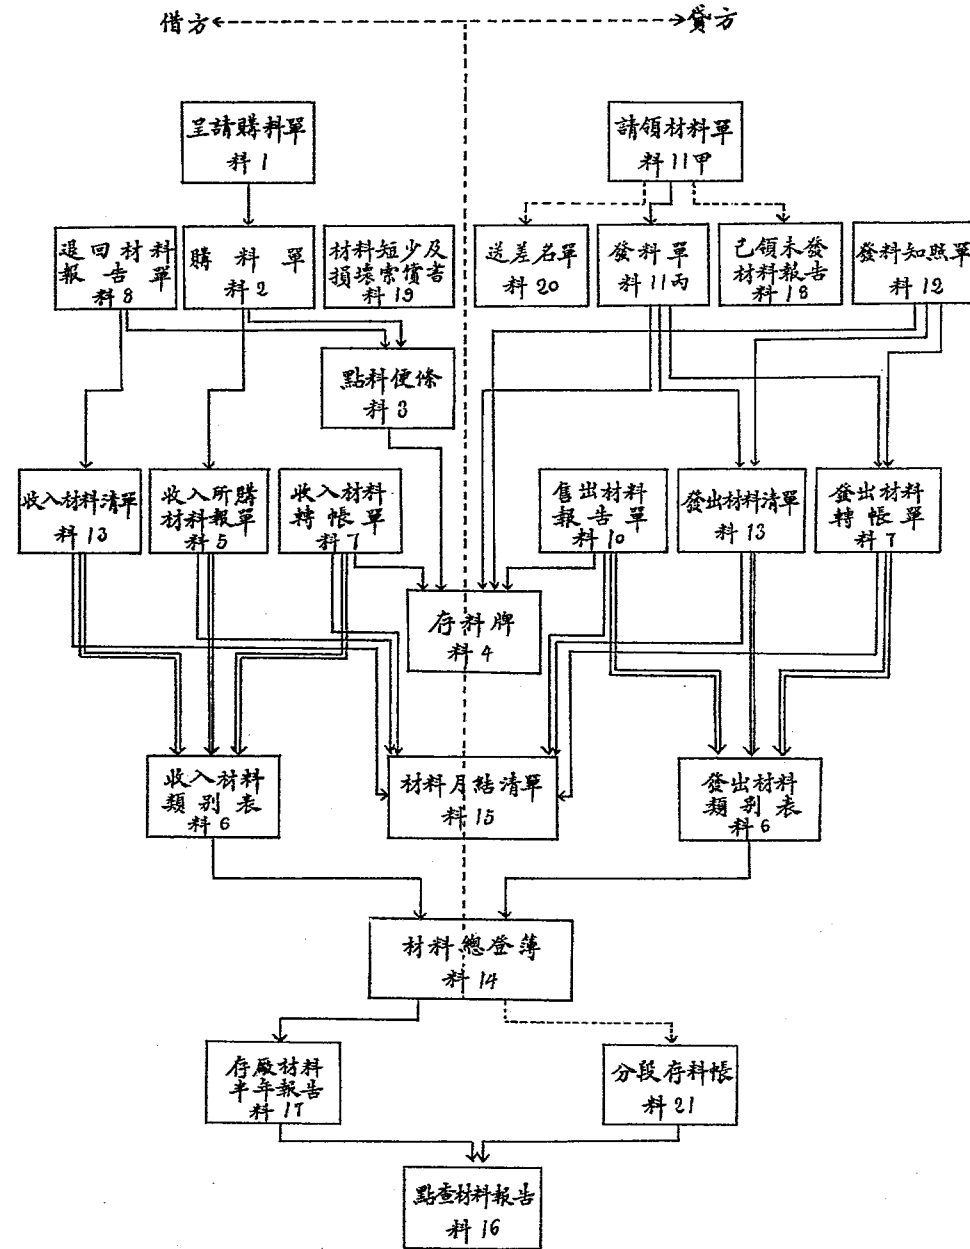 借方
貸方
呈請購料單
料1
請領材料單
料11甲
退回材料
報告單
料8
購料單
料2
材料短少及
損壞索償書
料19
送差名單
料20
發料單
料11丙
已領未發
材料報告
料18
發料知照單
料12
點料便條
料3
收入材料清單
料13
收入所購
材料報單
料5
收入材料
轉帳單
料7
售出材料
報告單
料10
發出材料清單
料13
發出材料
轉帳單
料7
存料牌
料4
收入材料
類別表
料6
材料月結清單
料15
發出材料
類別表
料6
材料總登簿
料14
存廠材料
半年報告
料17
分段存料帳
料21
點查材料報告
料16